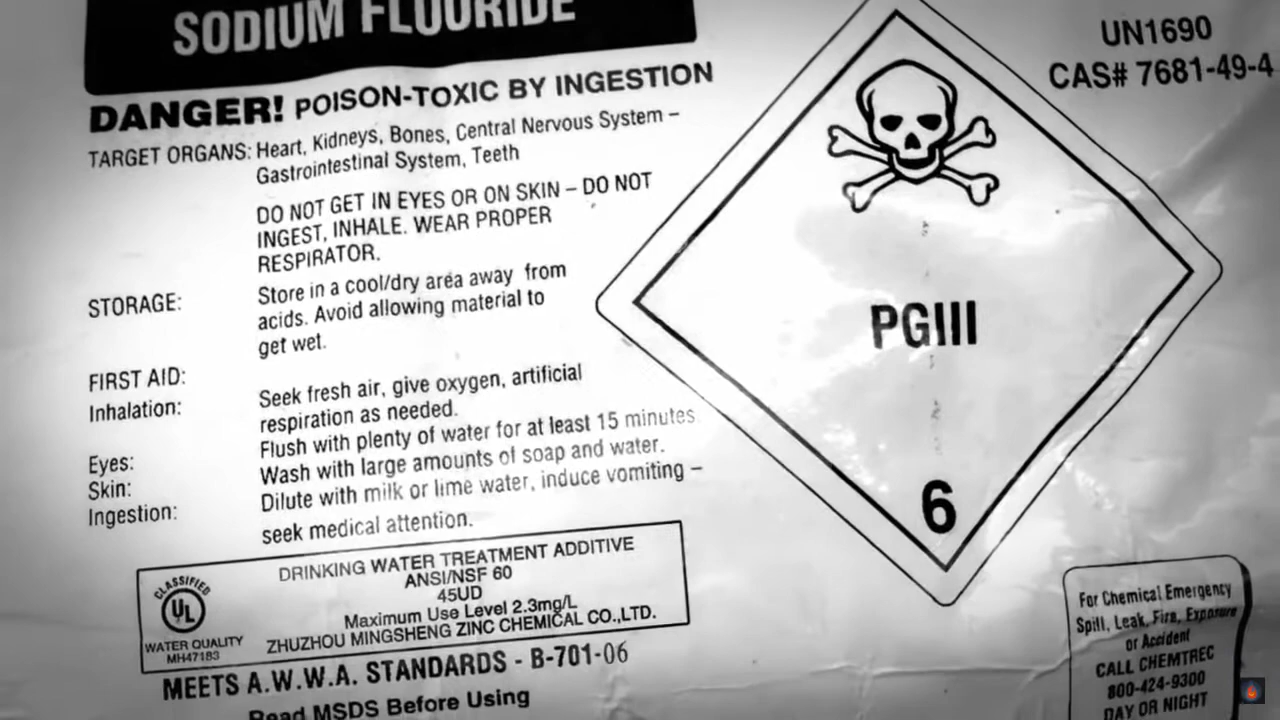 SODIUM FLUORIDE
DANGER! POISON-TOXIC BY INGESTION
TARGET ORGANS: Heart, Kidneys, Bones, Central Nervous System –
Gastrointestinal System, Teeth
DO NOT GET IN EYES OR ON SKIN – DO NOT
INGEST, INHALE. WEAR PROPER
RESPIRATOR.
STORAGE: Store in a cool/dry area away from
acids. Avoid allowing material to
get wet.
FIRST AID:
Inhalation: Seek fresh air, give oxygen, artificial
respiration as needed.
Eyes: Flush with plenty of water for at least 15 minutes.
Skin: Wash with large amounts of soap and water.
Ingestion: Dilute with milk or lime water, induce vomiting –
seek medical attention.
CLASSIFIED
UL
WATER QUALITY
MH47183
DRINKING WATER TREATMENT ADDITIVE
ANSI/NSF 60
45UD
Maximum Use Level 2.3mg/L
ZHUZHOU MINGSHENG ZINC CHEMICAL CO.,LTD.
MEETS A.W.W.A. STANDARDS - B-701-06
Read MSDS Before Using
UN1690
CAS# 7681-49-4
PGIII
6
For Chemical Emergency
Spill, Leak, Fire, Exposure
or Accident
CALL CHEMTREC
800-424-9300
DAY OR NIGHT